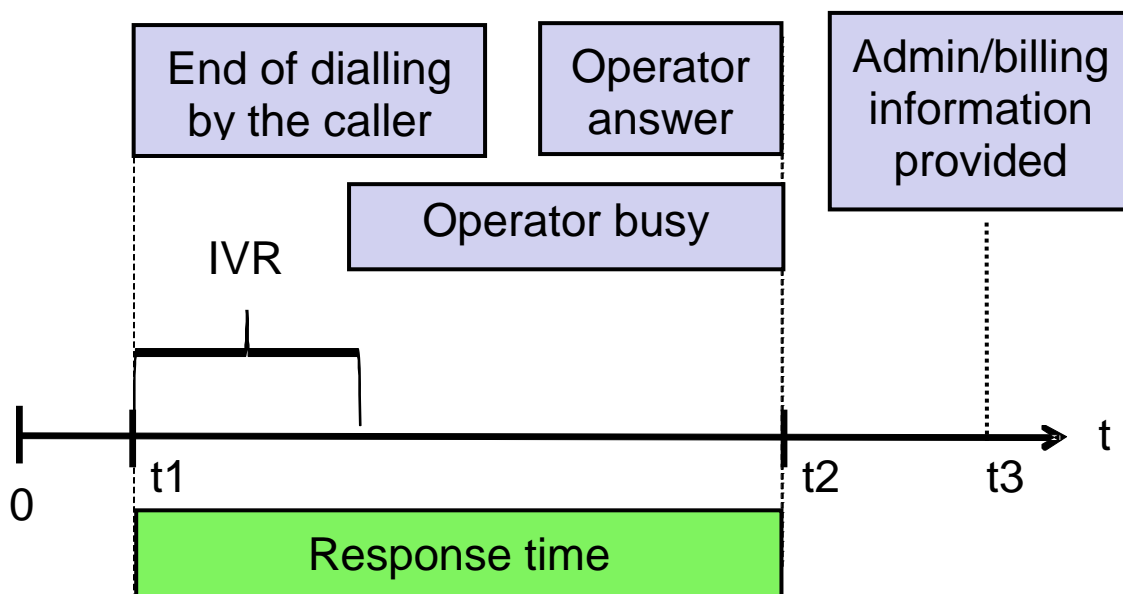 End of dialling
by the caller
Operator
answer
Admin/billing
information
provided
Operator busy
IVR
t
0
t1
t2
t3
Response time